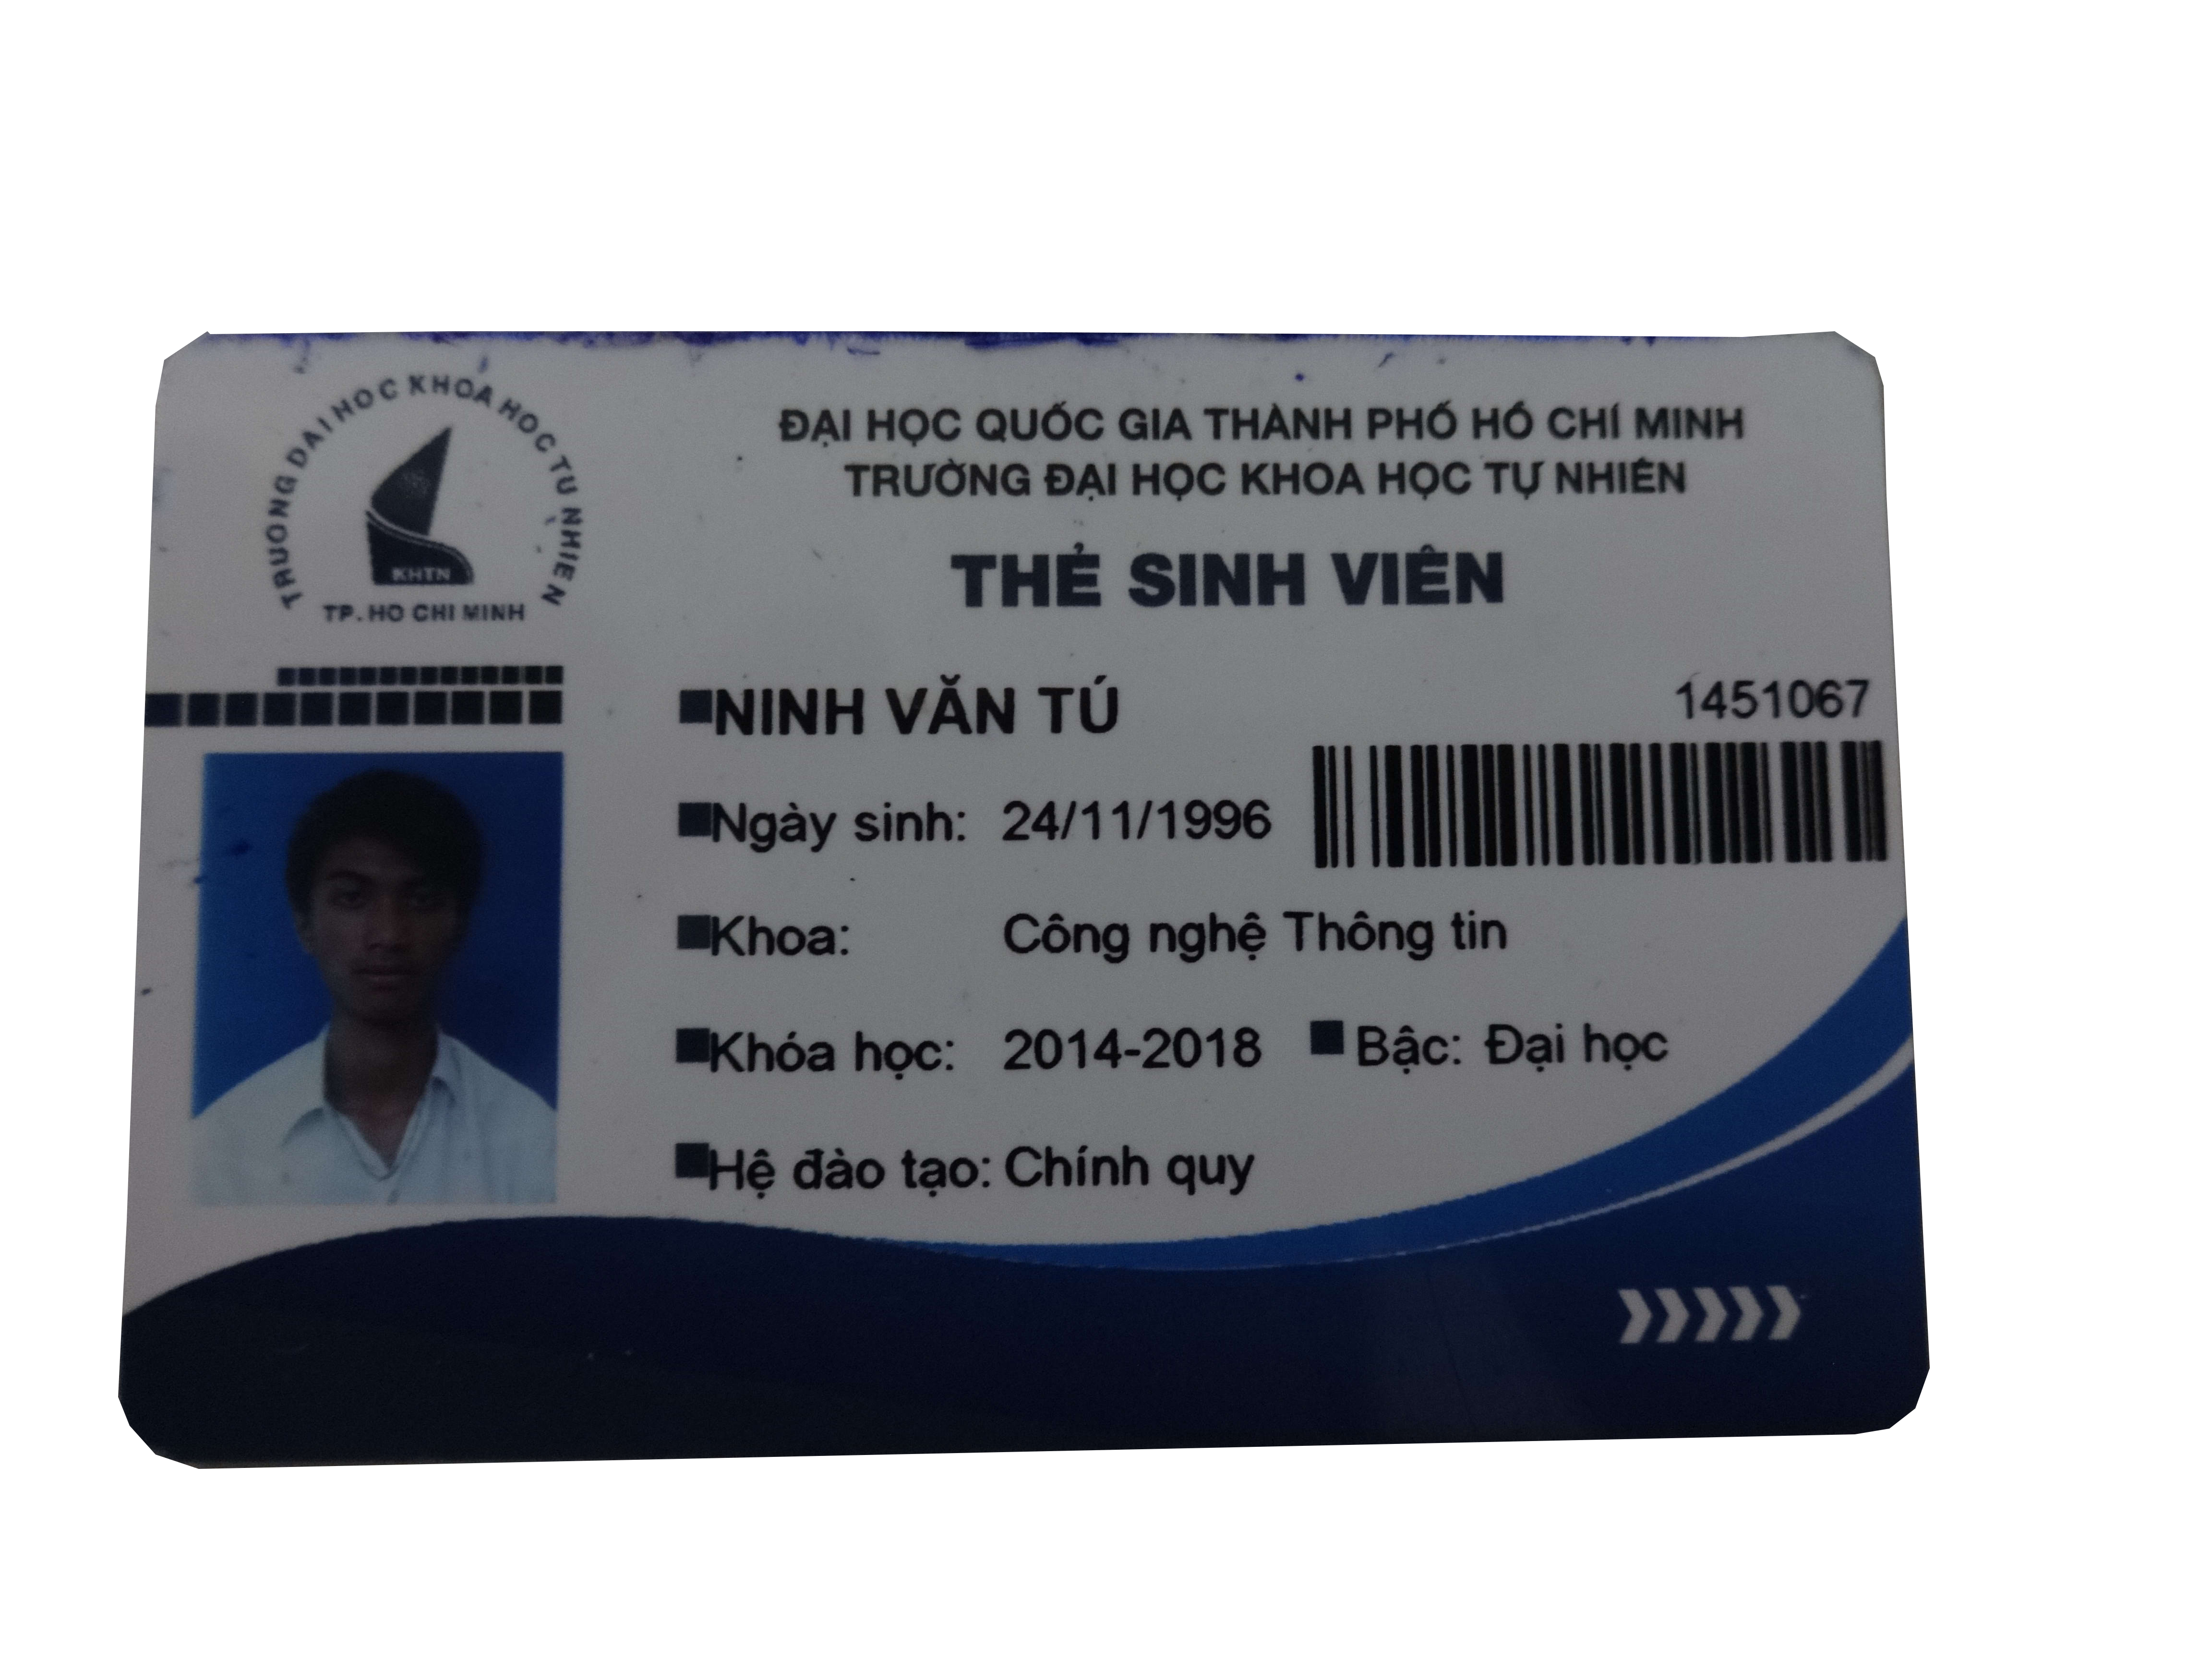 TRUONG DAI HOC KHOA HOC TU NHIEN
KHTN
TP. HO CHI MINH
ĐẠI HỌC QUỐC GIA THÀNH PHỐ HỒ CHÍ MINH
TRƯỜNG ĐẠI HỌC KHOA HỌC TỰ NHIÊN
THẺ SINH VIÊN
NINH VĂN TÚ
1451067
Ngày sinh: 24/11/1996
Khoa: Công nghệ Thông tin
Khóa học: 2014-2018 Bậc: Đại học
Hệ đào tạo: Chính quy